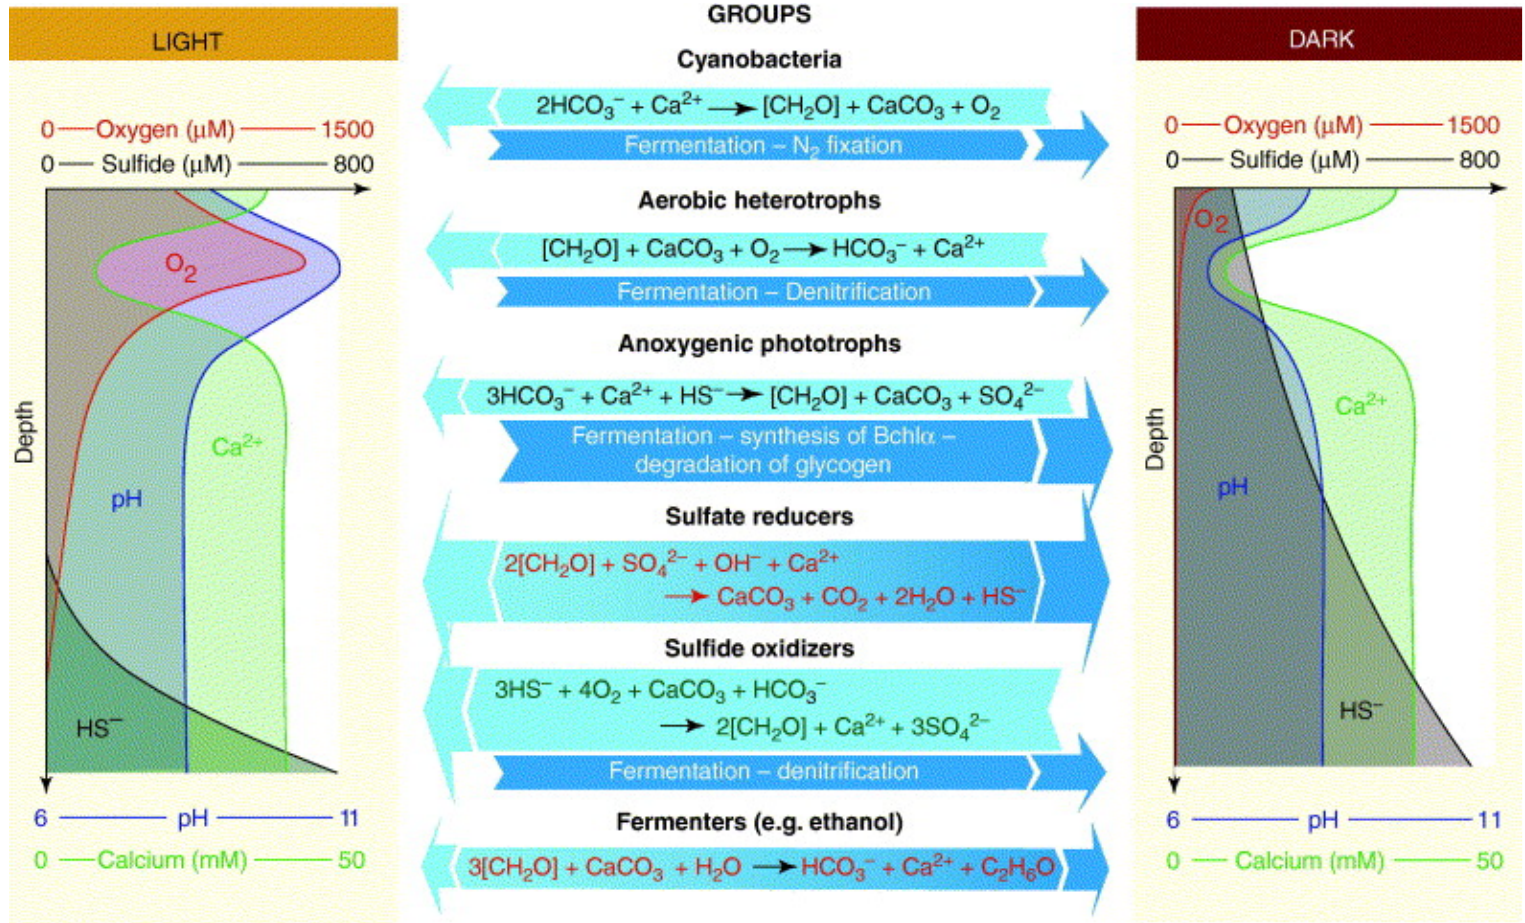 LIGHT
0 Oxygen (μM) 1500
0 Sulfide (μM) 800
O2
Ca²⁺
pH
HS⁻
Depth
6 pH 11
0 Calcium (mM) 50
GROUPS
Cyanobacteria
2HCO₃⁻ + Ca²⁺ → [CH₂O] + CaCO₃ + O₂
Fermentation – N₂ fixation
Aerobic heterotrophs
[CH₂O] + CaCO₃ + O₂ → HCO₃⁻ + Ca²⁺
Fermentation – Denitrification
Anoxygenic phototrophs
3HCO₃⁻ + Ca²⁺ + HS⁻ → [CH₂O] + CaCO₃ + SO₄²⁻
Fermentation – synthesis of Bchlα –
degradation of glycogen
Sulfate reducers
2[CH₂O] + SO₄²⁻ + OH⁻ + Ca²⁺
→ CaCO₃ + CO₂ + 2H₂O + HS⁻
Sulfide oxidizers
3HS⁻ + 4O₂ + CaCO₃ + HCO₃⁻
→ 2[CH₂O] + Ca²⁺ + 3SO₄²⁻
Fermentation – denitrification
Fermenters (e.g. ethanol)
3[CH₂O] + CaCO₃ + H₂O → HCO₃⁻ + Ca²⁺ + C₂H₆O
DARK
0 Oxygen (μM) 1500
0 Sulfide (μM) 800
O₂
Ca²⁺
pH
HS⁻
Depth
6 pH 11
0 Calcium (mM) 50